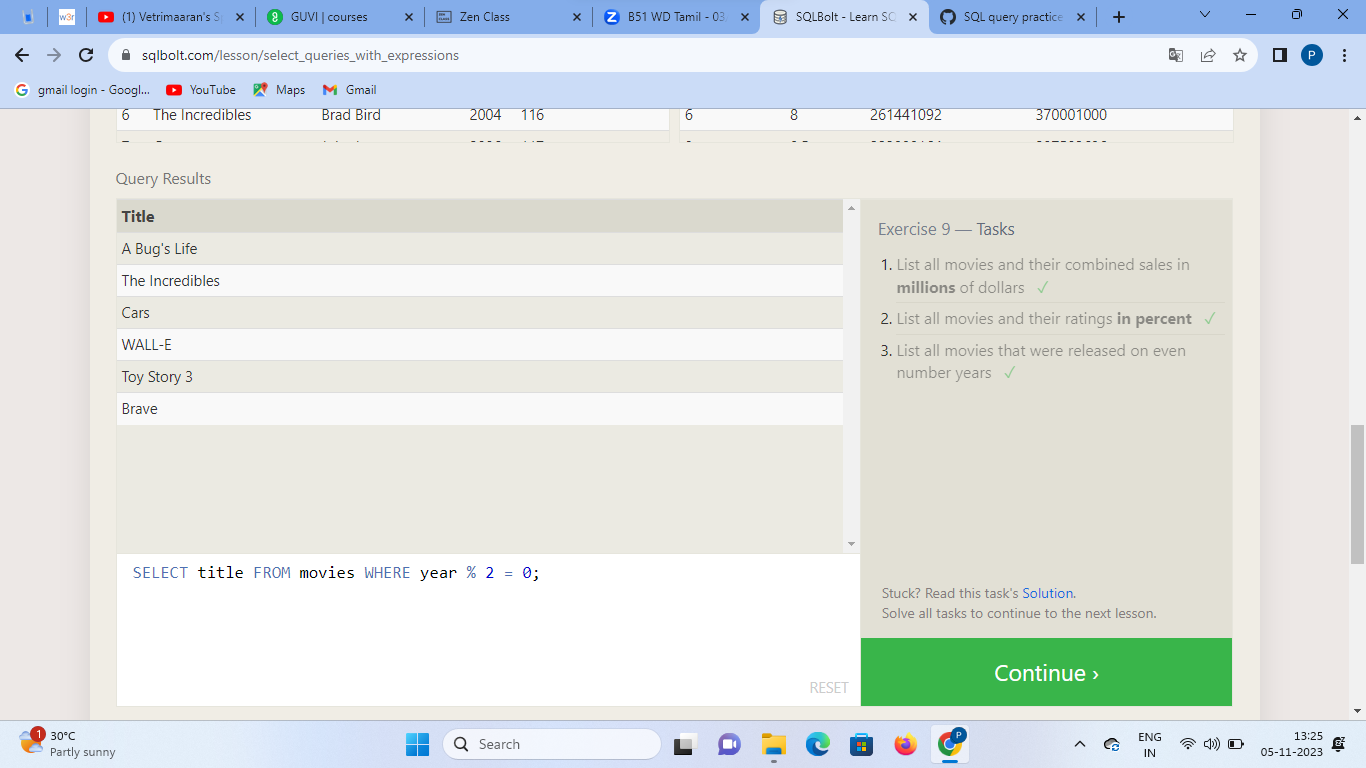 w3r
(1) Vetrimaaran's S
GUVI | courses
Zen Class
B51 WD Tamil - 03
SQLBolt - Learn SQ
SQL query practice
sqlbolt.com/lesson/select_queries_with_expressions
P
gmail login - Googl...
YouTube
Maps
Gmail
6 The Incredibles Brad Bird 2004 116
6 8 261441092 370001000
Query Results
Title
A Bug's Life
The Incredibles
Cars
WALL-E
Toy Story 3
Brave
Exercise 9 — Tasks
1. List all movies and their combined sales in
millions of dollars ✓
2. List all movies and their ratings in percent ✓
3. List all movies that were released on even
number years ✓
Stuck? Read this task's Solution.
Solve all tasks to continue to the next lesson.
SELECT title FROM movies WHERE year % 2 = 0;
RESET
Continue ›
1
30°C
Partly sunny
Search
P
ENG
IN
13:25
05-11-2023